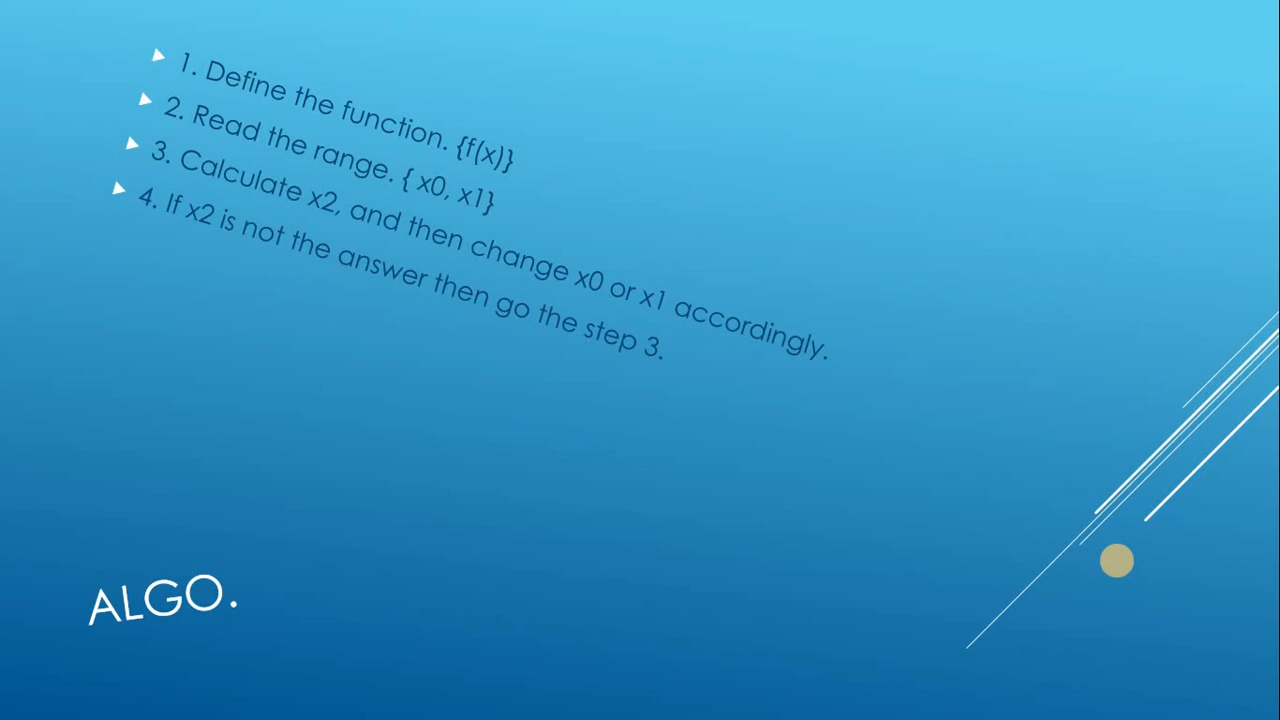 1. Define the function. {f(x)}
2. Read the range. { x0, x1}
3. Calculate x2, and then change x0 or x1 accordingly.
4. If x2 is not the answer then go the step 3.
ALGO.